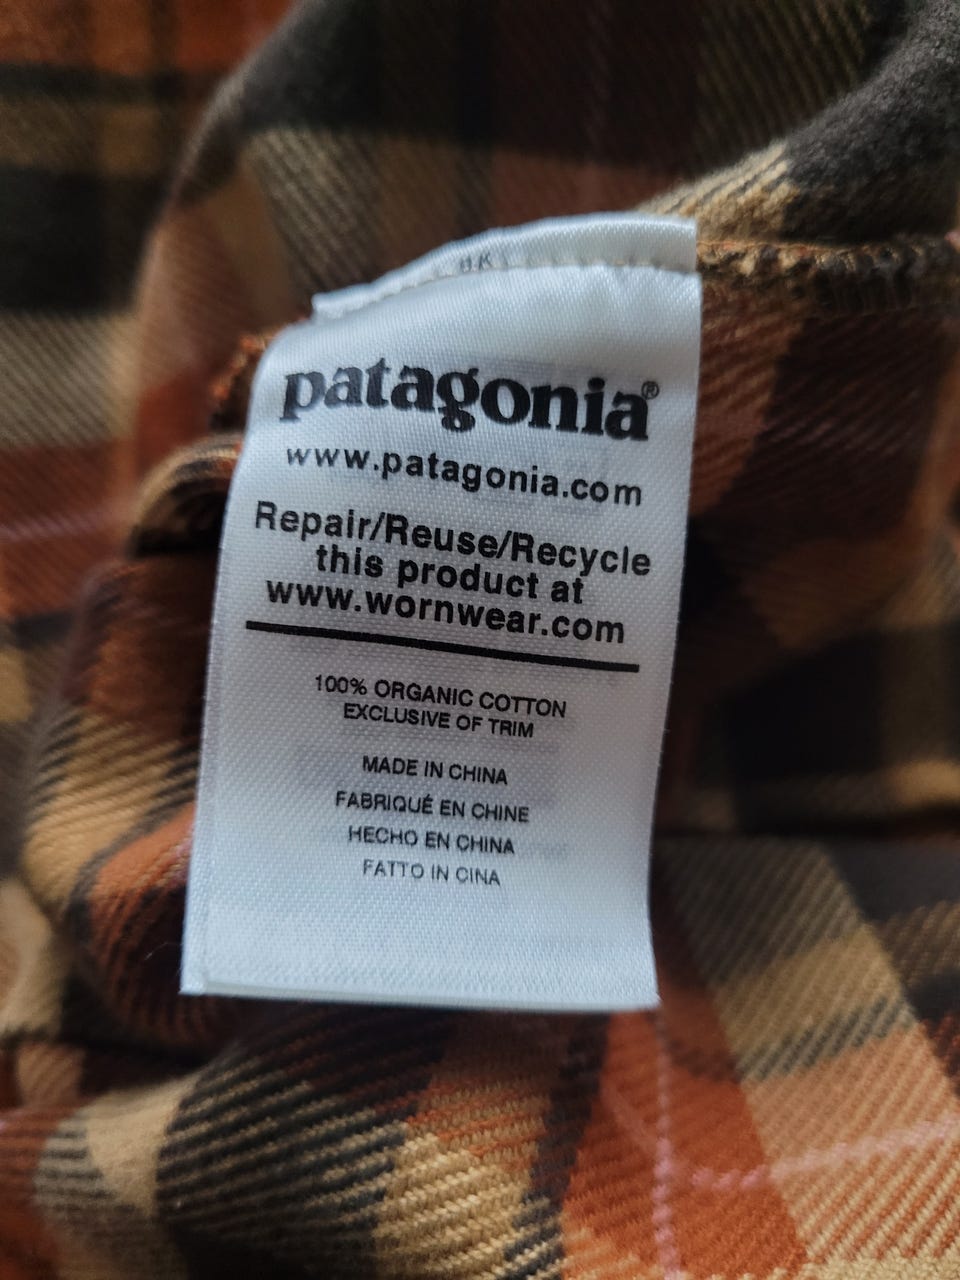 patagonia®
www.patagonia.com
Repair/Reuse/Recycle
this product at
www.wornwear.com
100% ORGANIC COTTON
EXCLUSIVE OF TRIM
MADE IN CHINA
FABRIQUÉ EN CHINE
HECHO EN CHINA
FATTO IN CINA